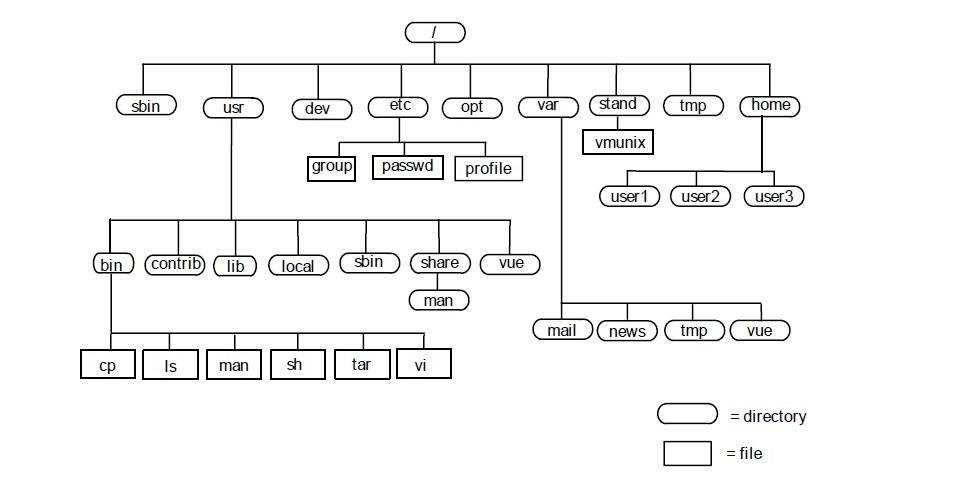 /
sbin usr dev etc opt var stand tmp home
vmunix
group passwd profile
user1 user2 user3
bin contrib lib local sbin share vue
man
mail news tmp vue
cp ls man sh tar vi
= directory
= file